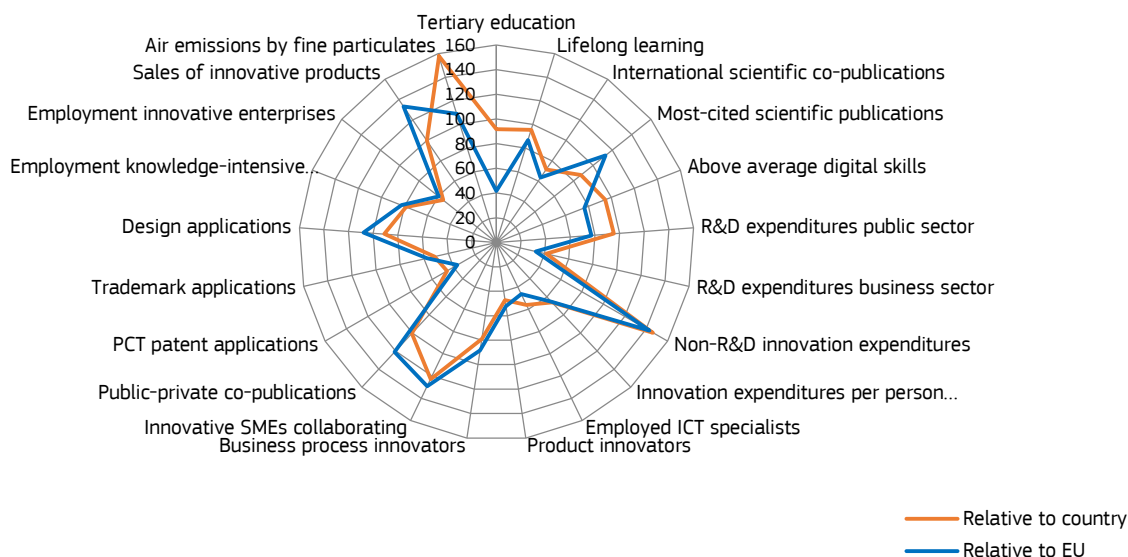 Tertiary education
Lifelong learning
International scientific co-publications
Most-cited scientific publications
Above average digital skills
R&D expenditures public sector
R&D expenditures business sector
Non-R&D innovation expenditures
Innovation expenditures per person...
Employed ICT specialists
Product innovators
Business process innovators
Innovative SMEs collaborating
Public-private co-publications
PCT patent applications
Trademark applications
Design applications
Employment knowledge-intensive...
Employment innovative enterprises
Sales of innovative products
Air emissions by fine particulates
160
140
120
100
80
60
40
20
0
Relative to country
Relative to EU